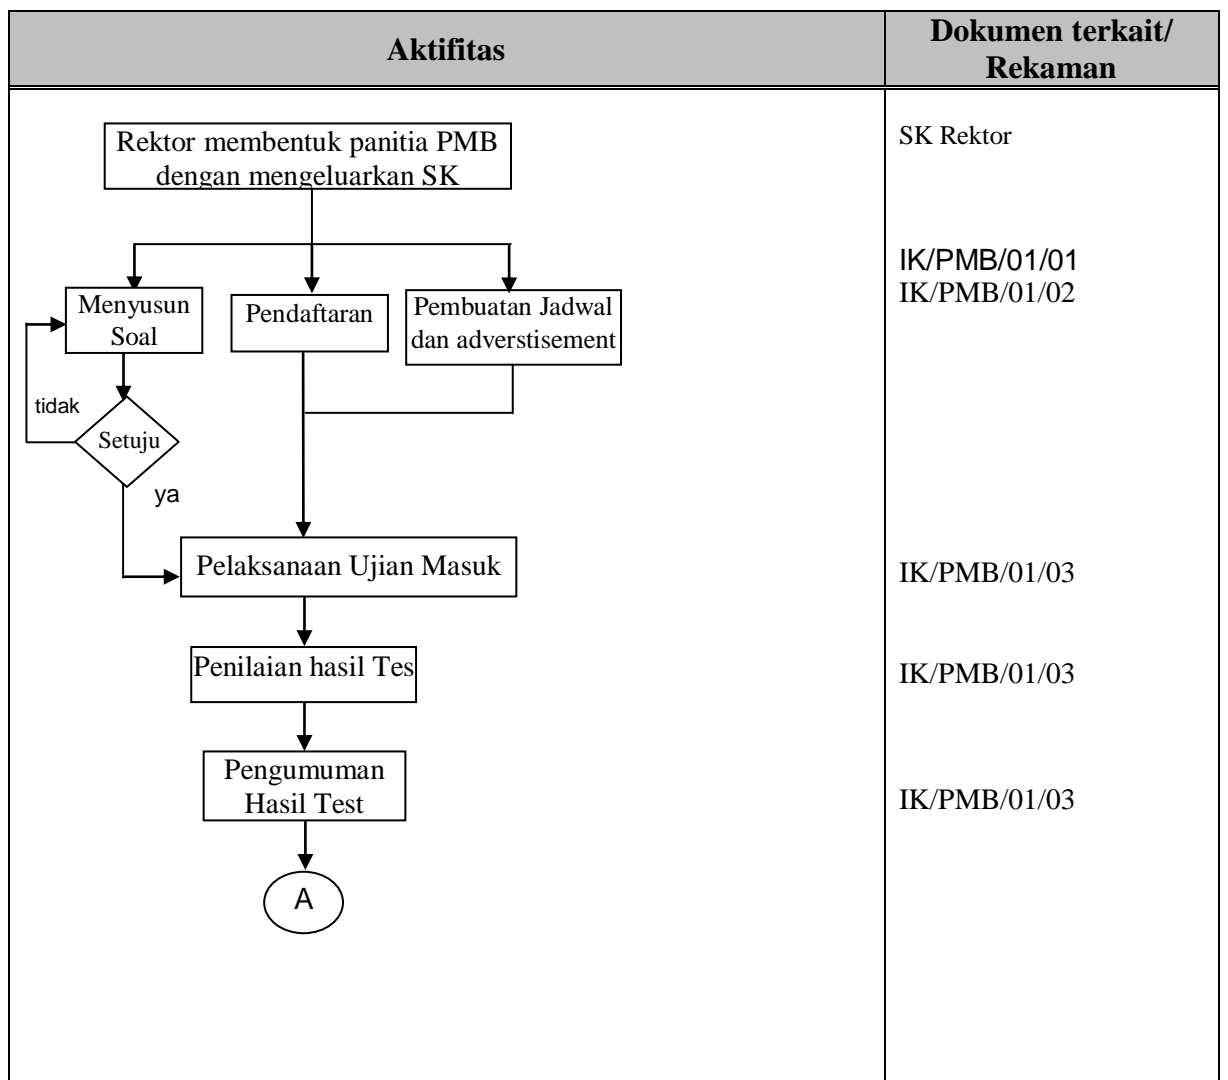 Aktifitas
Dokumen terkait/
Rekaman
Rektor membentuk panitia PMB
dengan mengeluarkan SK
SK Rektor
IK/PMB/01/01
IK/PMB/01/02
Menyusun
Soal
Pendaftaran
Pembuatan Jadwal
dan adverstisement
tidak
Setuju
ya
Pelaksanaan Ujian Masuk
IK/PMB/01/03
Penilaian hasil Tes
IK/PMB/01/03
Pengumuman
Hasil Test
IK/PMB/01/03
A